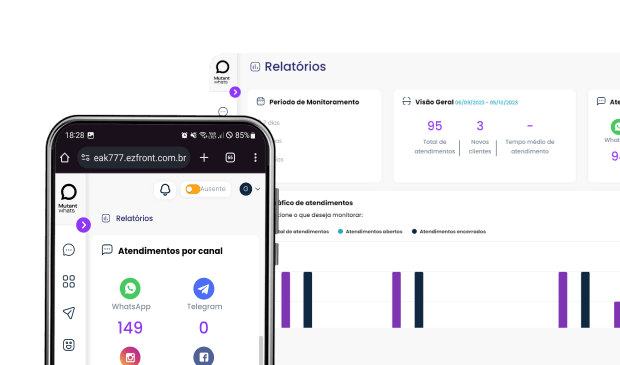 Mutant
whats
Relatórios
Período de Monitoramento
dias
Visão Geral 05/09/2023 - 05/10/2023
95
Total de
atendimentos
3
Novos
clientes
-
Tempo médio de
atendimento
Ate
What
9
áfico de atendimentos
cione o que deseja monitorar:
al de atendimentos
Atendimentos abertos
Atendimentos encerrados
18:28
85%
eak777.ezfront.com.br
Mutant
whats
Ausente
Relatórios
Atendimentos por canal
WhatsApp
149
Telegram
0